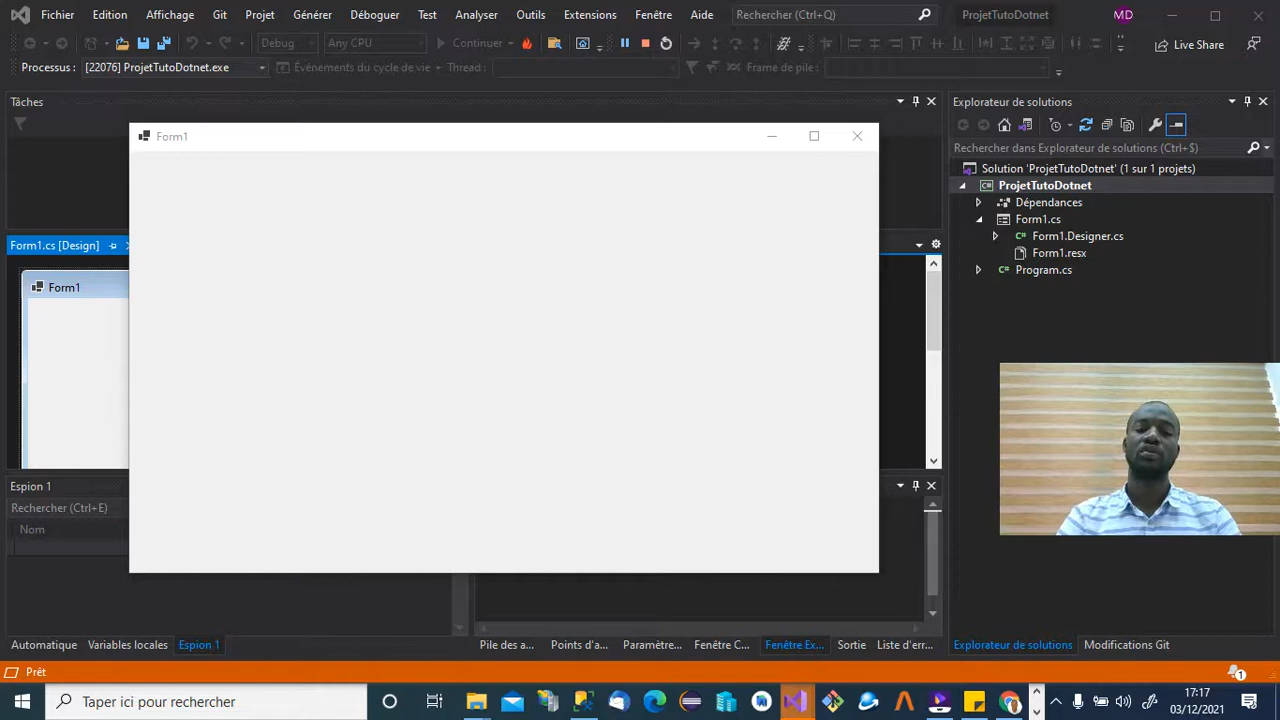 Fichier Edition Affichage Git Projet Générer Déboguer Test Analyser Outils Extensions Fenêtre Aide Rechercher (Ctrl+Q) ProjetTutoDotnet MD
Debug Any CPU Continuer Live Share
Processus : [22076] ProjetTutoDotnet.exe Événements du cycle de vie Thread : Frame de pile :
Tâches
Explorateur de solutions
Form1
Rechercher dans Explorateur de solutions (Ctrl+$)
Solution 'ProjetTutoDotnet' (1 sur 1 projets)
ProjetTutoDotnet
Dépendances
Form1.cs
Form1.Designer.cs
Form1.resx
Program.cs
Form1.cs [Design]
Form1
Espion 1
Rechercher (Ctrl+E)
Nom
Automatique Variables locales Espion 1 Pile des a... Points d'a... Paramètre... Fenêtre C... Fenêtre Ex... Sortie Liste d'err... Explorateur de solutions Modifications Git
Prêt 1
Taper ici pour rechercher
17:17
03/12/2021